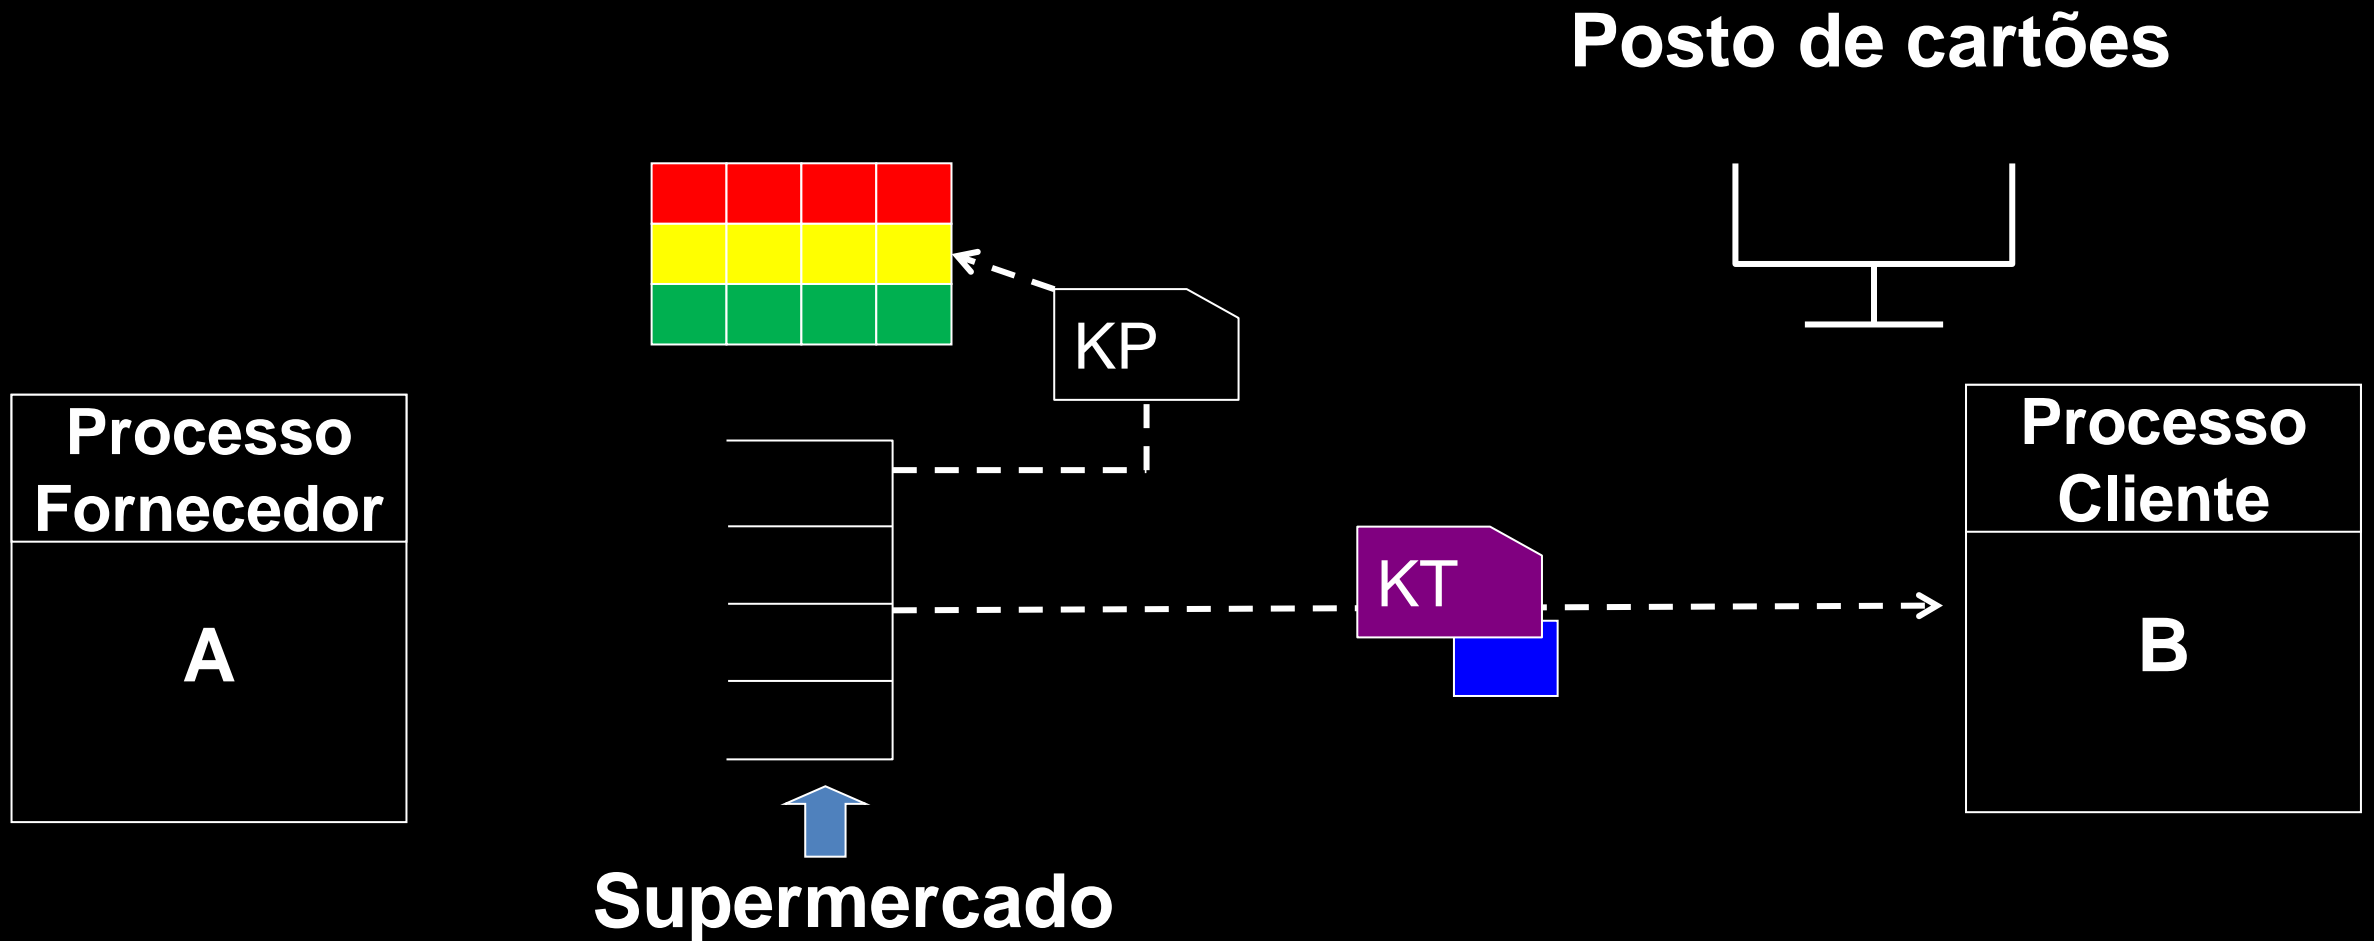 Posto de cartões
KP
Processo
Fornecedor
A
KT
Processo
Cliente
B
Supermercado